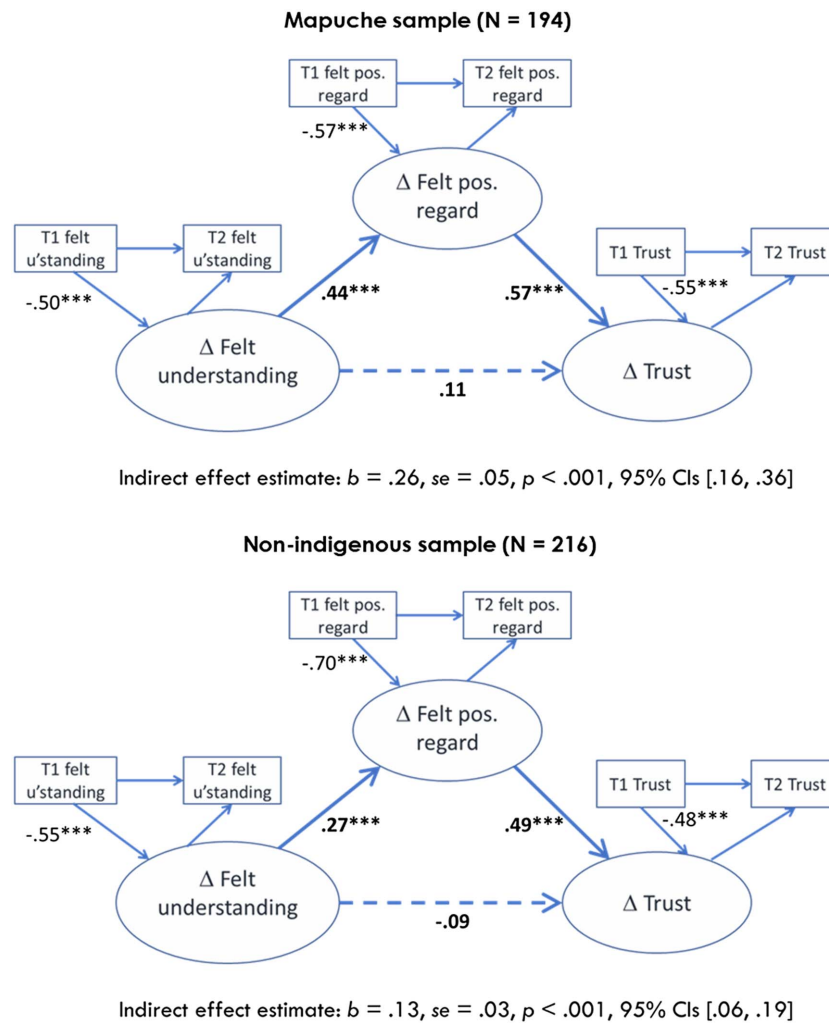 Mapuche sample (N = 194)
T1 felt pos.
regard
T2 felt pos.
regard
-.57***
Δ Felt pos.
regard
T1 felt
u'standing
T2 felt
u'standing
T1 Trust
T2 Trust
-.50***
.44***
.57***
-.55***
Δ Felt
understanding
Δ Trust
.11
Indirect effect estimate: b = .26, se = .05, p < .001, 95% CIs [.16, .36]
Non-indigenous sample (N = 216)
T1 felt pos.
regard
T2 felt pos.
regard
-.70***
Δ Felt pos.
regard
T1 felt
u'standing
T2 felt
u'standing
T1 Trust
T2 Trust
-.55***
.27***
.49***
-.48***
Δ Felt
understanding
Δ Trust
-.09
Indirect effect estimate: b = .13, se = .03, p < .001, 95% CIs [.06, .19]